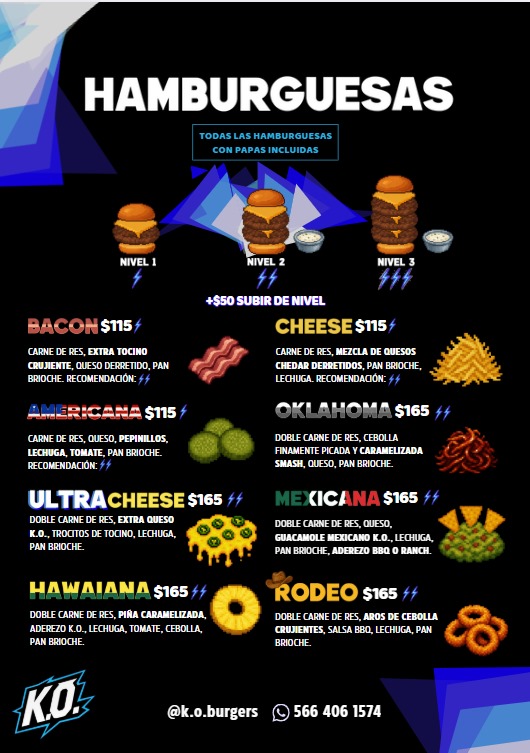 HAMBURGUESAS
TODAS LAS HAMBURGUESAS
CON PAPAS INCLUIDAS
NIVEL 1
NIVEL 2
NIVEL 3
+$50 SUBIR DE NIVEL
BACON $115
CARNE DE RES, EXTRA TOCINO
CRUJIENTE, QUESO DERRETIDO, PAN
BRIOCHE. RECOMENDACIÓN:
CHEESE $115
CARNE DE RES, MEZCLA DE QUESOS
CHEDAR DERRETIDOS, PAN BRIOCHE,
LECHUGA. RECOMENDACIÓN:
AMERICANA $115
CARNE DE RES, QUESO, PEPINILLOS,
LECHUGA, TOMATE, PAN BRIOCHE.
RECOMENDACIÓN:
OKLAHOMA $165
DOBLE CARNE DE RES, CEBOLLA
FINAMENTE PICADA Y CARAMELIZADA
SMASH, QUESO, PAN BRIOCHE.
ULTRACHEESE $165
DOBLE CARNE DE RES, EXTRA QUESO
K.O., TROCITOS DE TOCINO, LECHUGA,
PAN BRIOCHE.
MEXICANA $165
DOBLE CARNE DE RES, QUESO,
GUACAMOLE MEXICANO K.O., LECHUGA,
PAN BRIOCHE, ADEREZO BBQ O RANCH.
HAWAIANA $165
DOBLE CARNE DE RES, PIÑA CARAMELIZADA,
ADEREZO K.O., LECHUGA, TOMATE, CEBOLLA,
PAN BRIOCHE.
RODEO $165
DOBLE CARNE DE RES, AROS DE CEBOLLA
CRUJIENTES, SALSA BBQ, LECHUGA, PAN
BRIOCHE.
K.O.
@k.o.burgers 566 406 1574